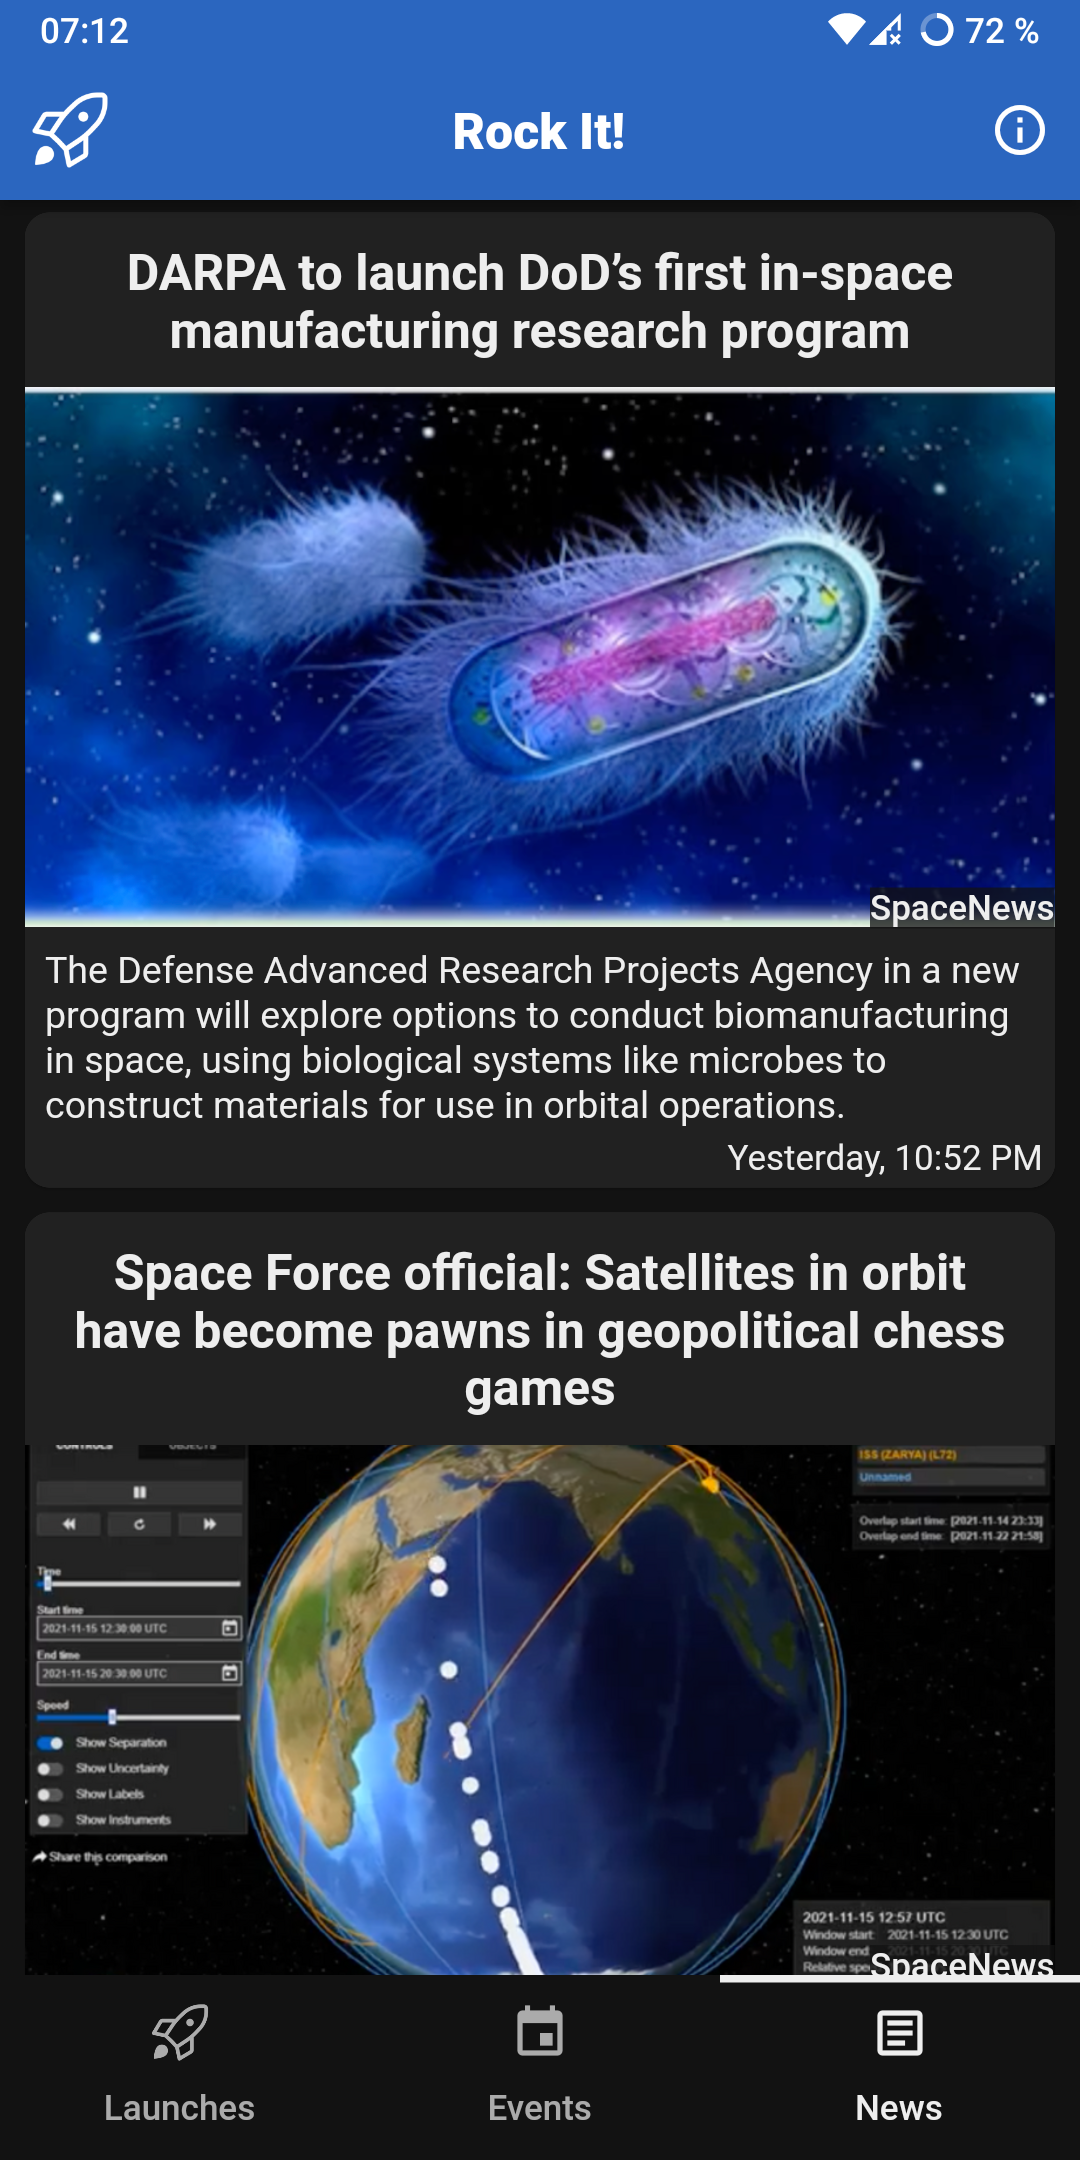 07:12
72 %
Rock It!
DARPA to launch DoD’s first in-space
manufacturing research program
SpaceNews
The Defense Advanced Research Projects Agency in a new
program will explore options to conduct biomanufacturing
in space, using biological systems like microbes to
construct materials for use in orbital operations.
Yesterday, 10:52 PM
Space Force official: Satellites in orbit
have become pawns in geopolitical chess
games
CONTROLS OBJECTS
Time
Start time
2021-11-15 12:30:00 UTC
End time
2021-11-15 20:30:00 UTC
Speed
Show Separation
Show Uncertainty
Show Labels
Show Instruments
Share this comparison
ISS (ZARYA) (L72)
Unnamed
Overlap start time: [2021-11-14 23:33]
Overlap end time: [2021-11-22 21:58]
2021-11-15 12:57 UTC
Window start: 2021-11-15 12:30 UTC
Window end
Relative
SpaceNews
Launches
Events
News